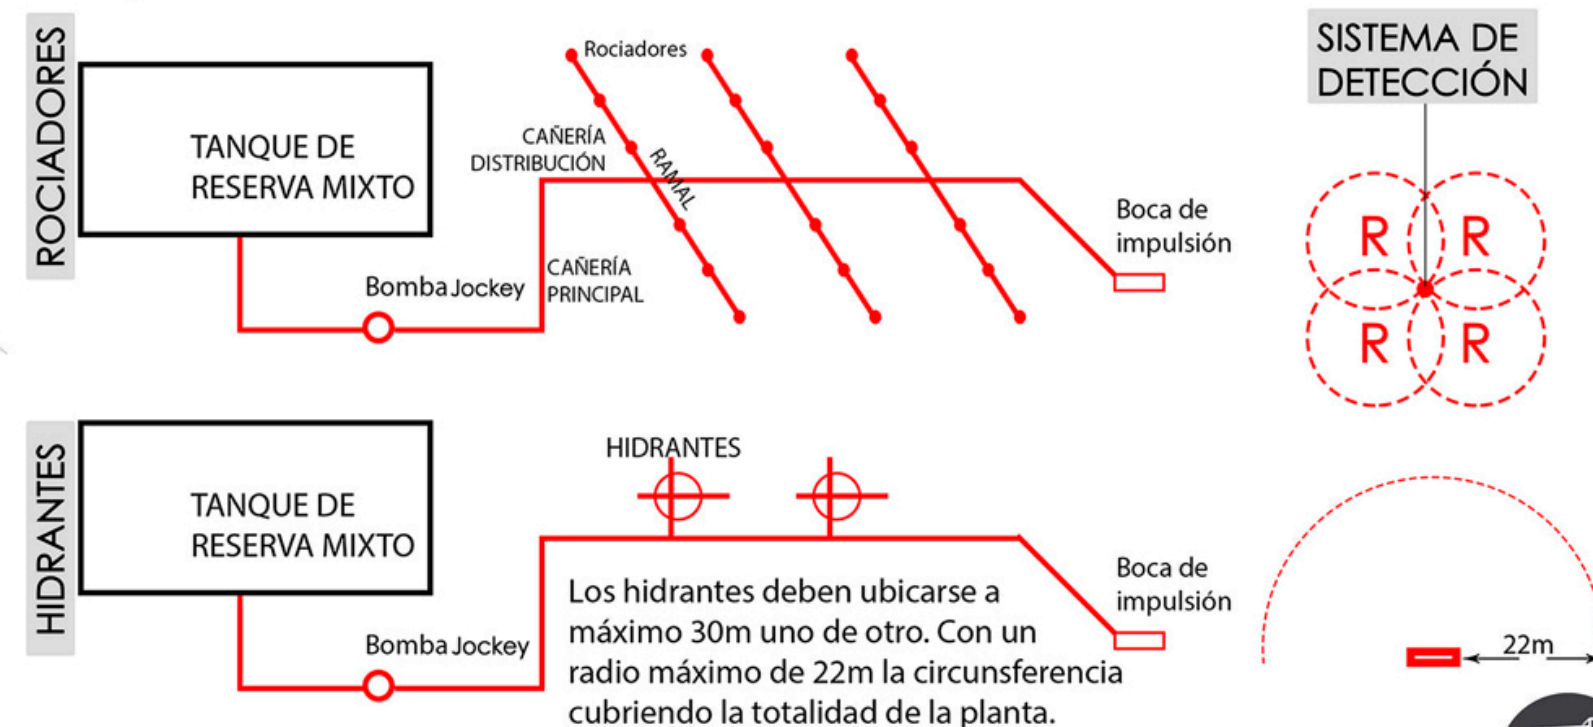 ROCIADORES
TANQUE DE
RESERVA MIXTO
Bomba Jockey
CAÑERÍA
PRINCIPAL
CAÑERÍA
DISTRIBUCIÓN
Rociadores
RAMAL
Boca de
impulsión
SISTEMA DE
DETECCIÓN
R R
R R
HIDRANTES
TANQUE DE
RESERVA MIXTO
Bomba Jockey
HIDRANTES
Los hidrantes deben ubicarse a
máximo 30m uno de otro. Con un
radio máximo de 22m la circunsferencia
cubriendo la totalidad de la planta.
Boca de
impulsión
22m